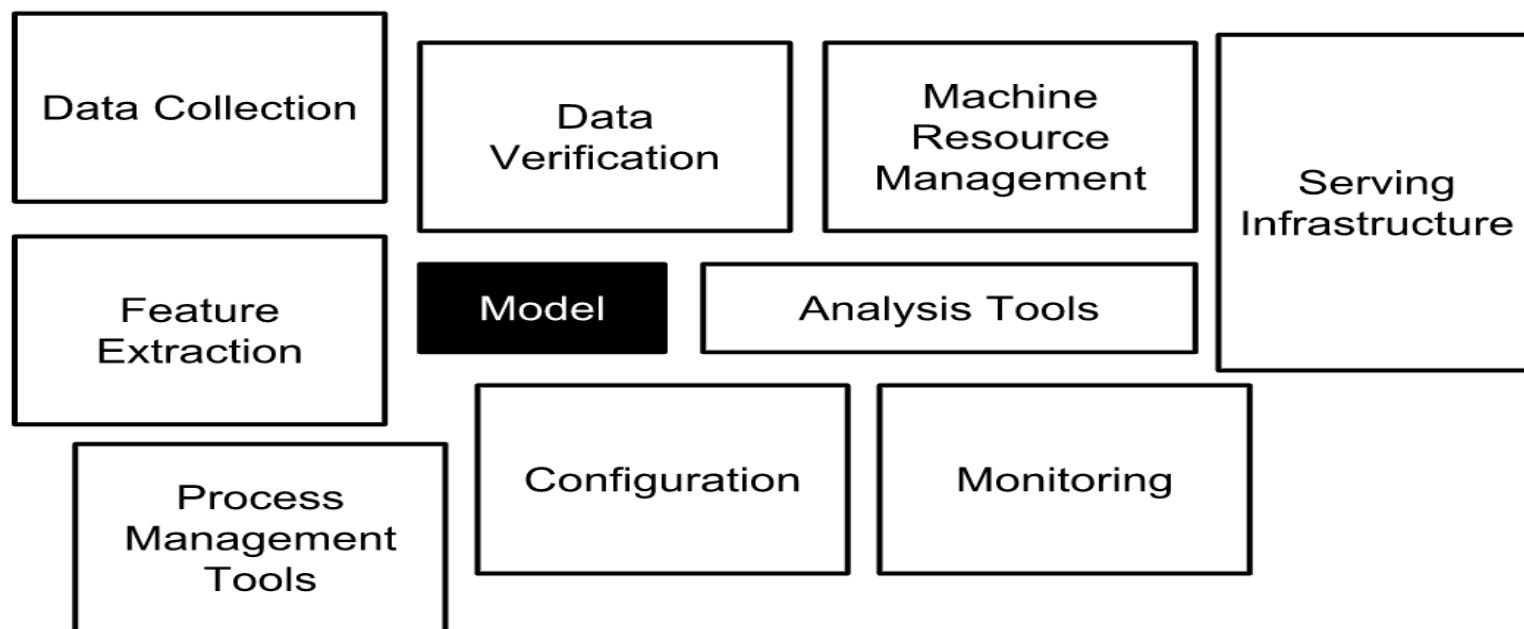 Data Collection
Data
Verification
Machine
Resource
Management
Serving
Infrastructure
Feature
Extraction
Model
Analysis Tools
Process
Management
Tools
Configuration
Monitoring